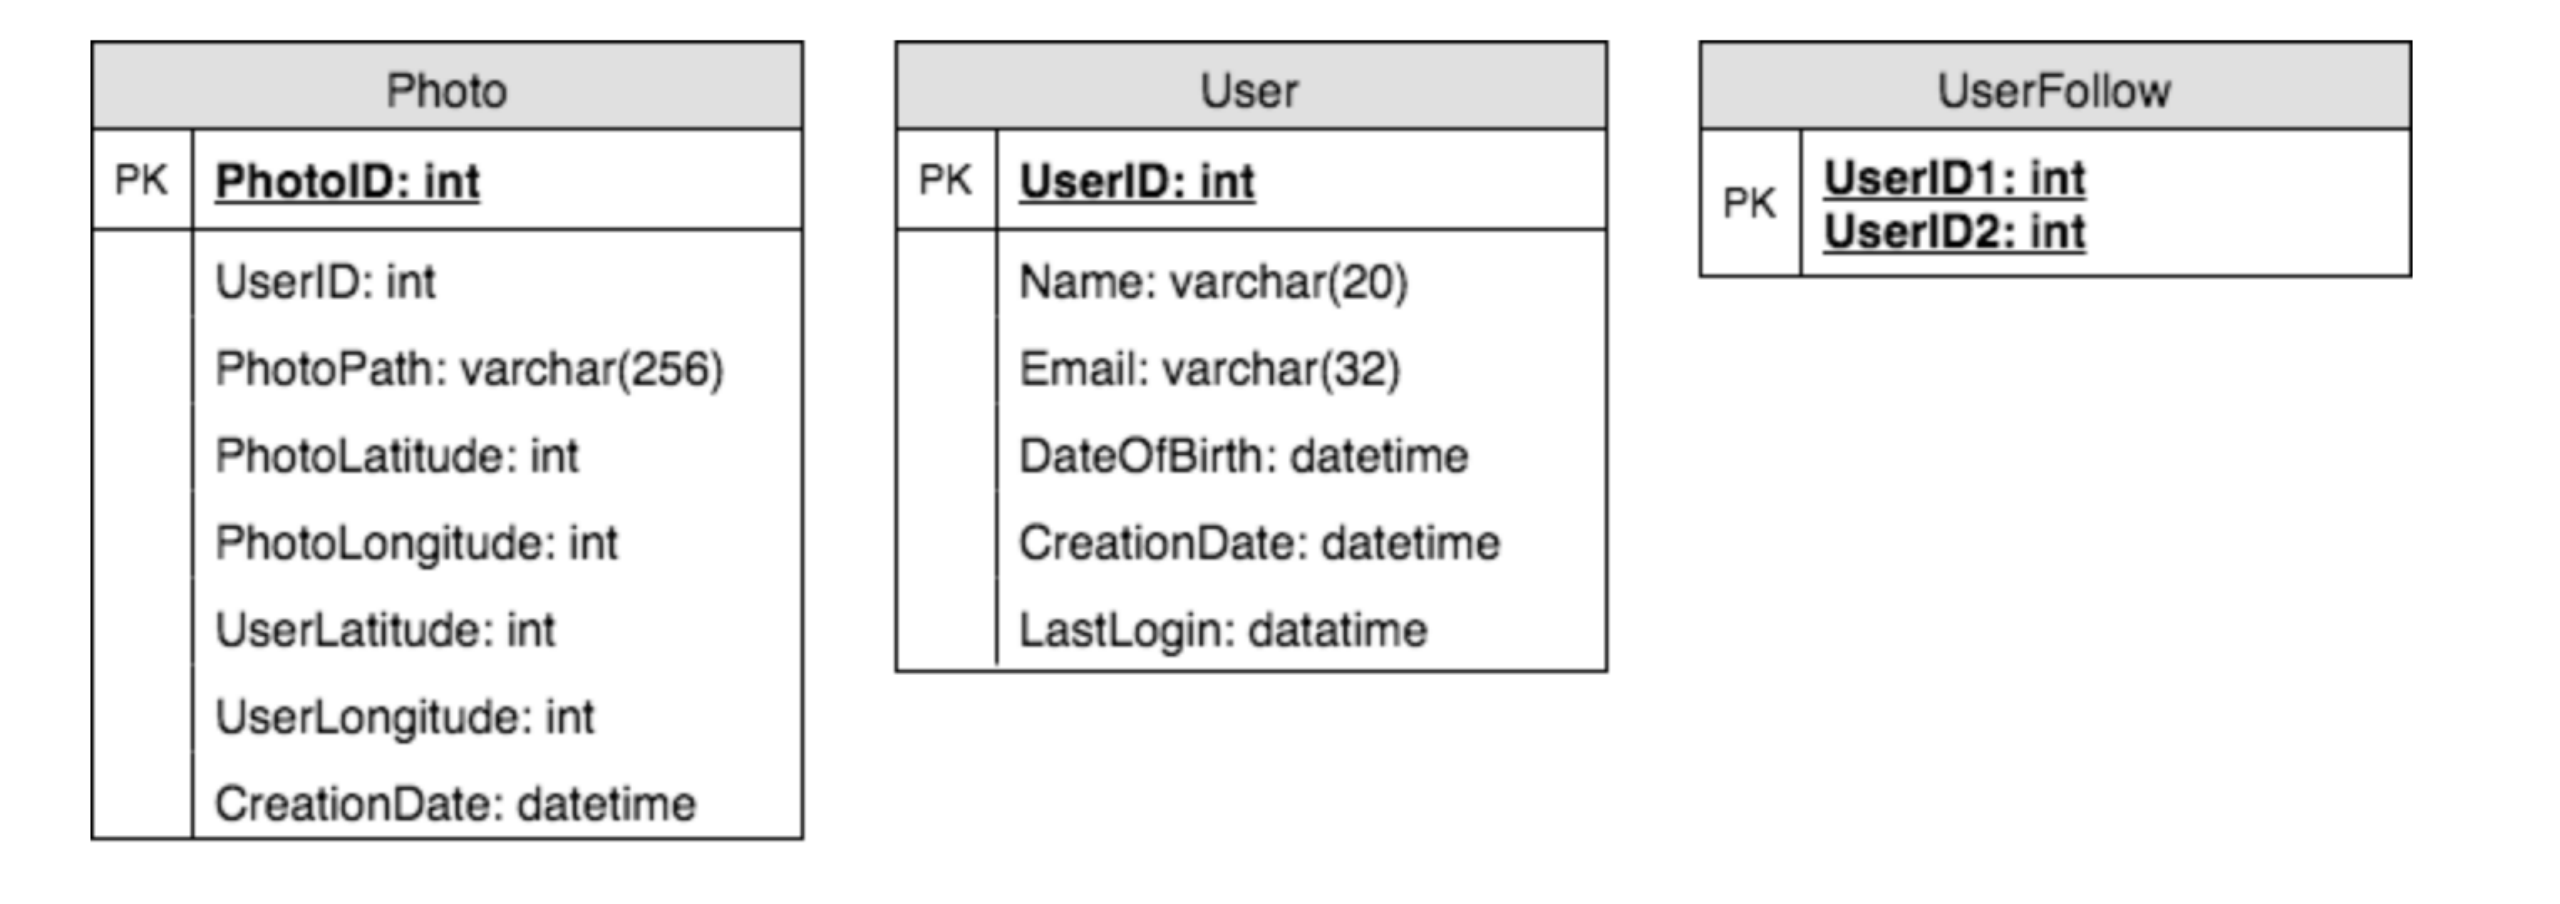 Photo
PK
PhotoID: int
UserID: int
PhotoPath: varchar(256)
PhotoLatitude: int
PhotoLongitude: int
UserLatitude: int
UserLongitude: int
CreationDate: datetime
User
PK
UserID: int
Name: varchar(20)
Email: varchar(32)
DateOfBirth: datetime
CreationDate: datetime
LastLogin: datatime
UserFollow
PK
UserID1: int
UserID2: int